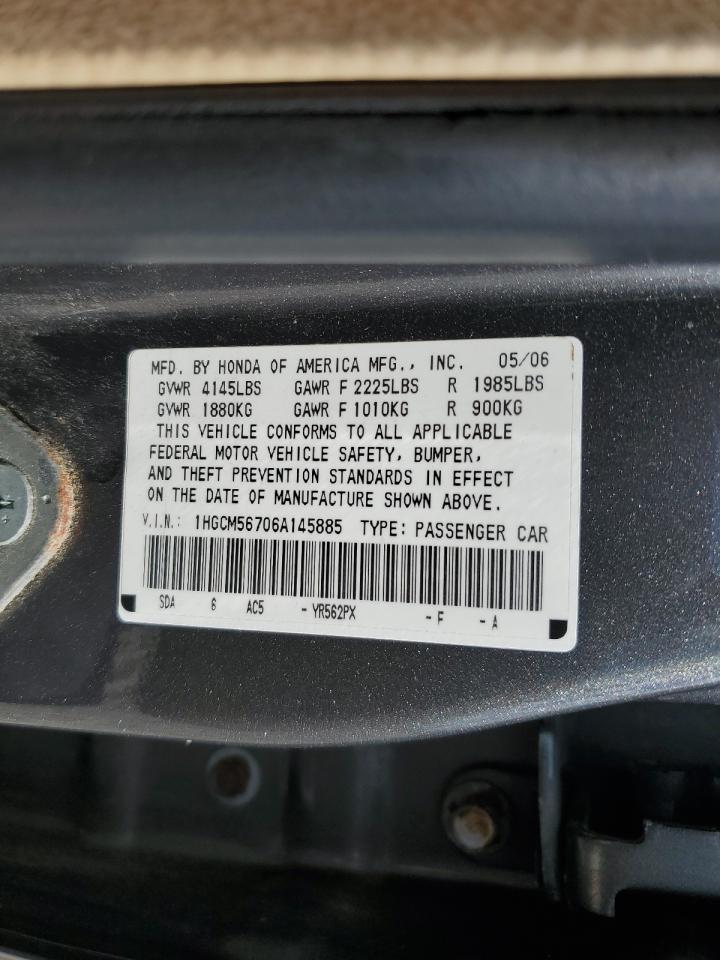 MFD. BY HONDA OF AMERICA MFG., INC. 05/06
GVWR 4145LBS GAWR F 2225LBS R 1985LBS
GVWR 1880KG GAWR F 1010KG R 900KG
THIS VEHICLE CONFORMS TO ALL APPLICABLE
FEDERAL MOTOR VEHICLE SAFETY, BUMPER,
AND THEFT PREVENTION STANDARDS IN EFFECT
ON THE DATE OF MANUFACTURE SHOWN ABOVE.
V.I.N.: 1HGCM56706A145885 TYPE: PASSENGER CAR
SDA 6 AC5 - YR562PX - F - A